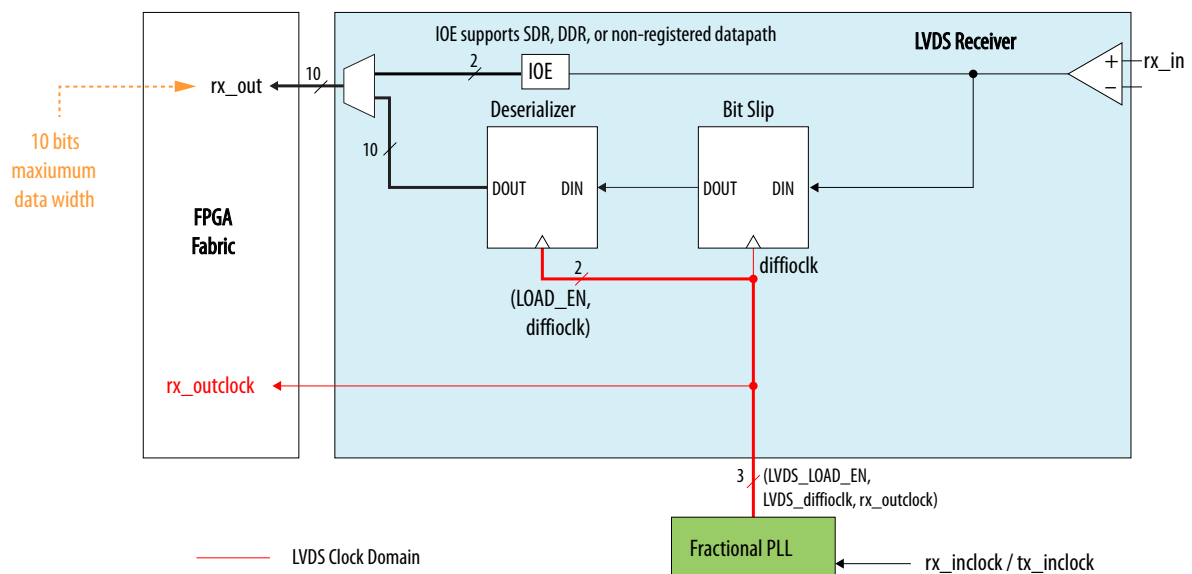 IOE supports SDR, DDR, or non-registered datapath
LVDS Receiver
rx_out
10
2
IOE
+
−
rx_in
Deserializer
Bit Slip
10 bits
maxiumum
data width
10
DOUT
DIN
DOUT
DIN
FPGA
Fabric
2
diffioclk
(LOAD_EN,
diffioclk)
rx_outclock
3
(LVDS_LOAD_EN,
LVDS_diffioclk, rx_outclock)
LVDS Clock Domain
Fractional PLL
rx_inclock / tx_inclock